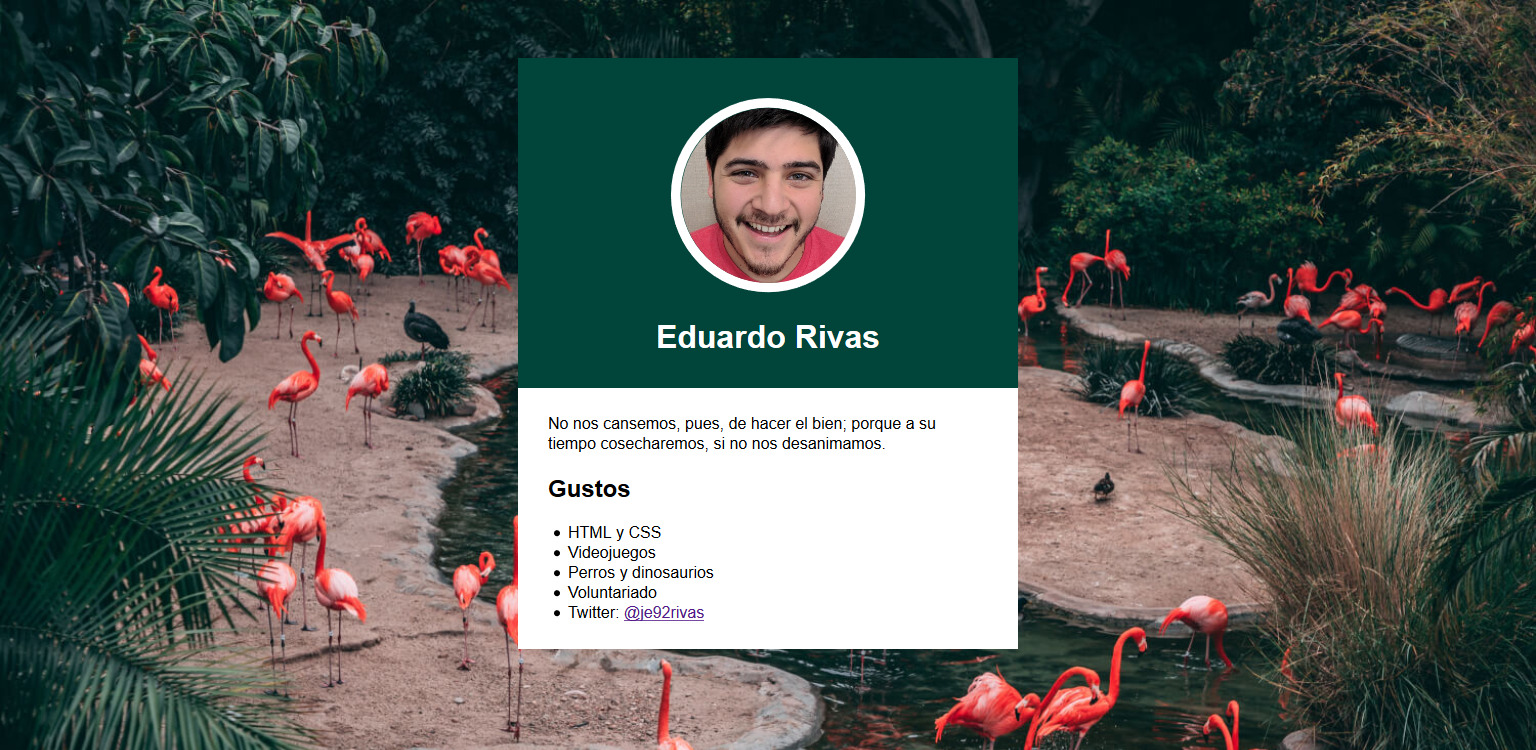 Eduardo Rivas
No nos cansemos, pues, de hacer el bien; porque a su
tiempo cosecharemos, si no nos desanimamos.
Gustos
HTML y CSS
Videojuegos
Perros y dinosaurios
Voluntariado
Twitter: @je92rivas